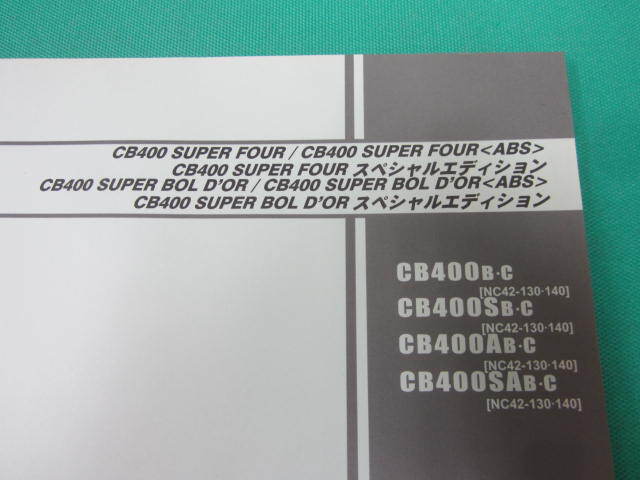 CB400 SUPER FOUR / CB400 SUPER FOUR<ABS>
CB400 SUPER FOUR スペシャルエディション
CB400 SUPER BOL D'OR / CB400 SUPER BOL D'OR<ABS>
CB400 SUPER BOL D'OR スペシャルエディション
CB400B·C
[NC42-130·140]
CB400SB·C
[NC42-130·140]
CB400AB·C
[NC42-130·140]
CB400SAB·C
[NC42-130·140]